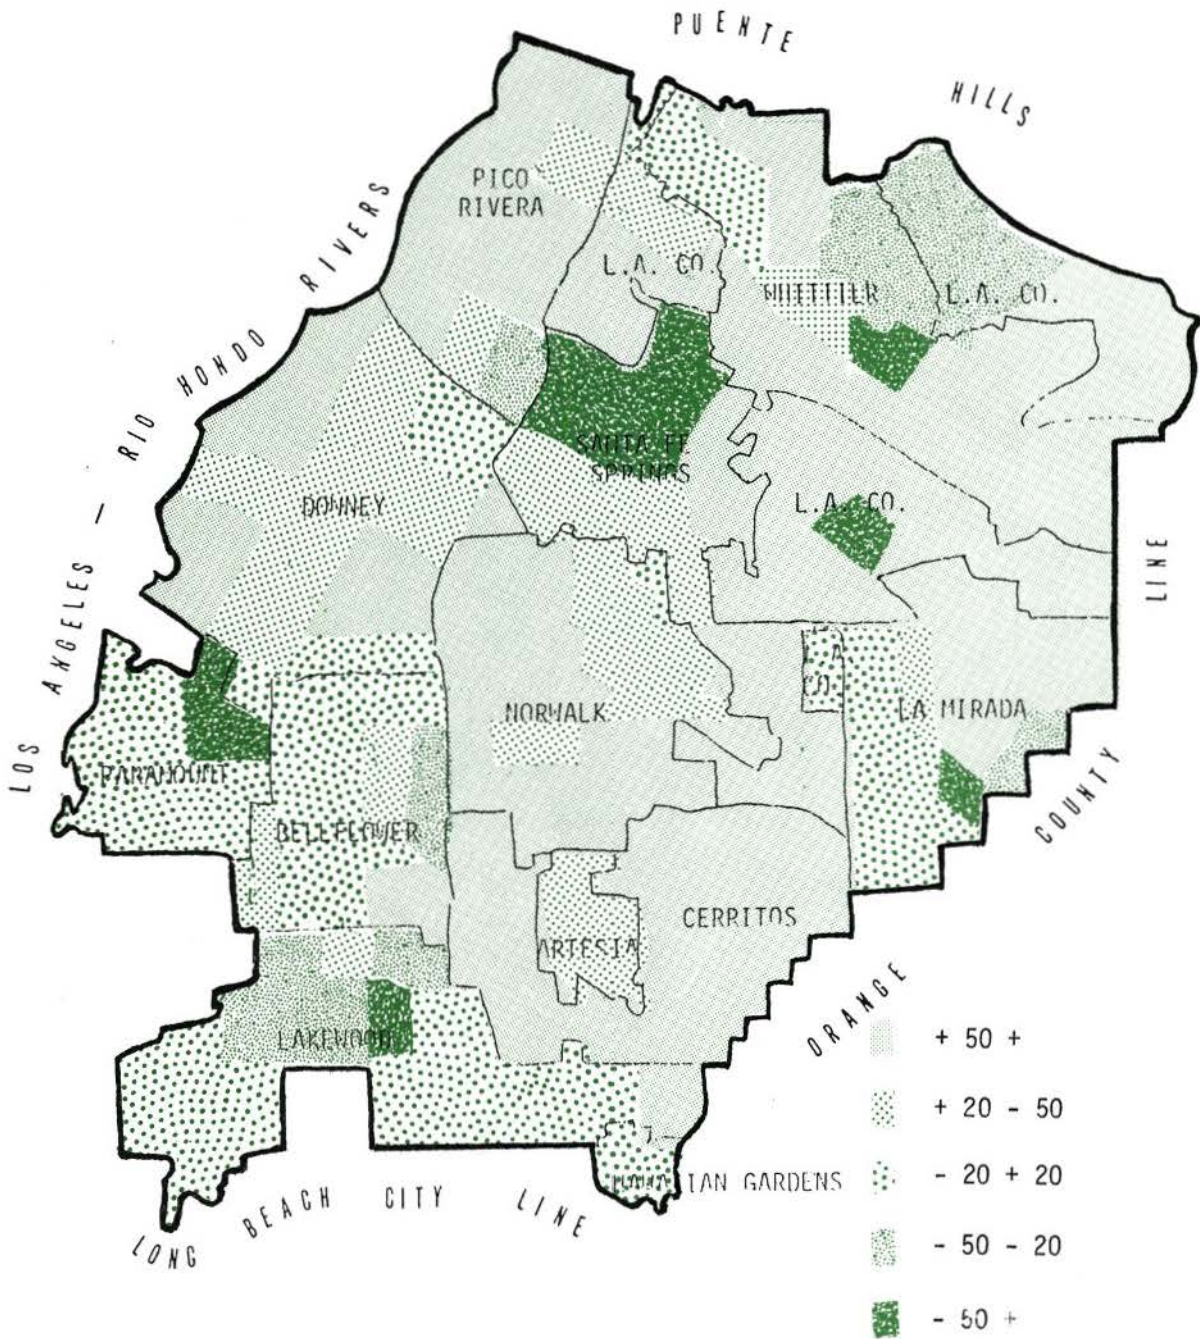 PUENTE
HILLS
PICO
RIVERA
LOS ANGELES — RIO HONDO RIVERS
L.A. CO.
WHITTIER
L.A. CO.
SANTA FE
SPRINGS
DOWNEY
L.A. CO.
L.A.
CO.
NORWALK
LA MIRADA
PARAMOUNT
BELLFLOWER
CERRITOS
ARTESIA
LAKEWOOD
HAWAIIAN GARDENS
ORANGE COUNTY LINE
LONG BEACH CITY LINE
+ 50 +
+ 20 - 50
- 20 + 20
- 50 - 20
- 50 +